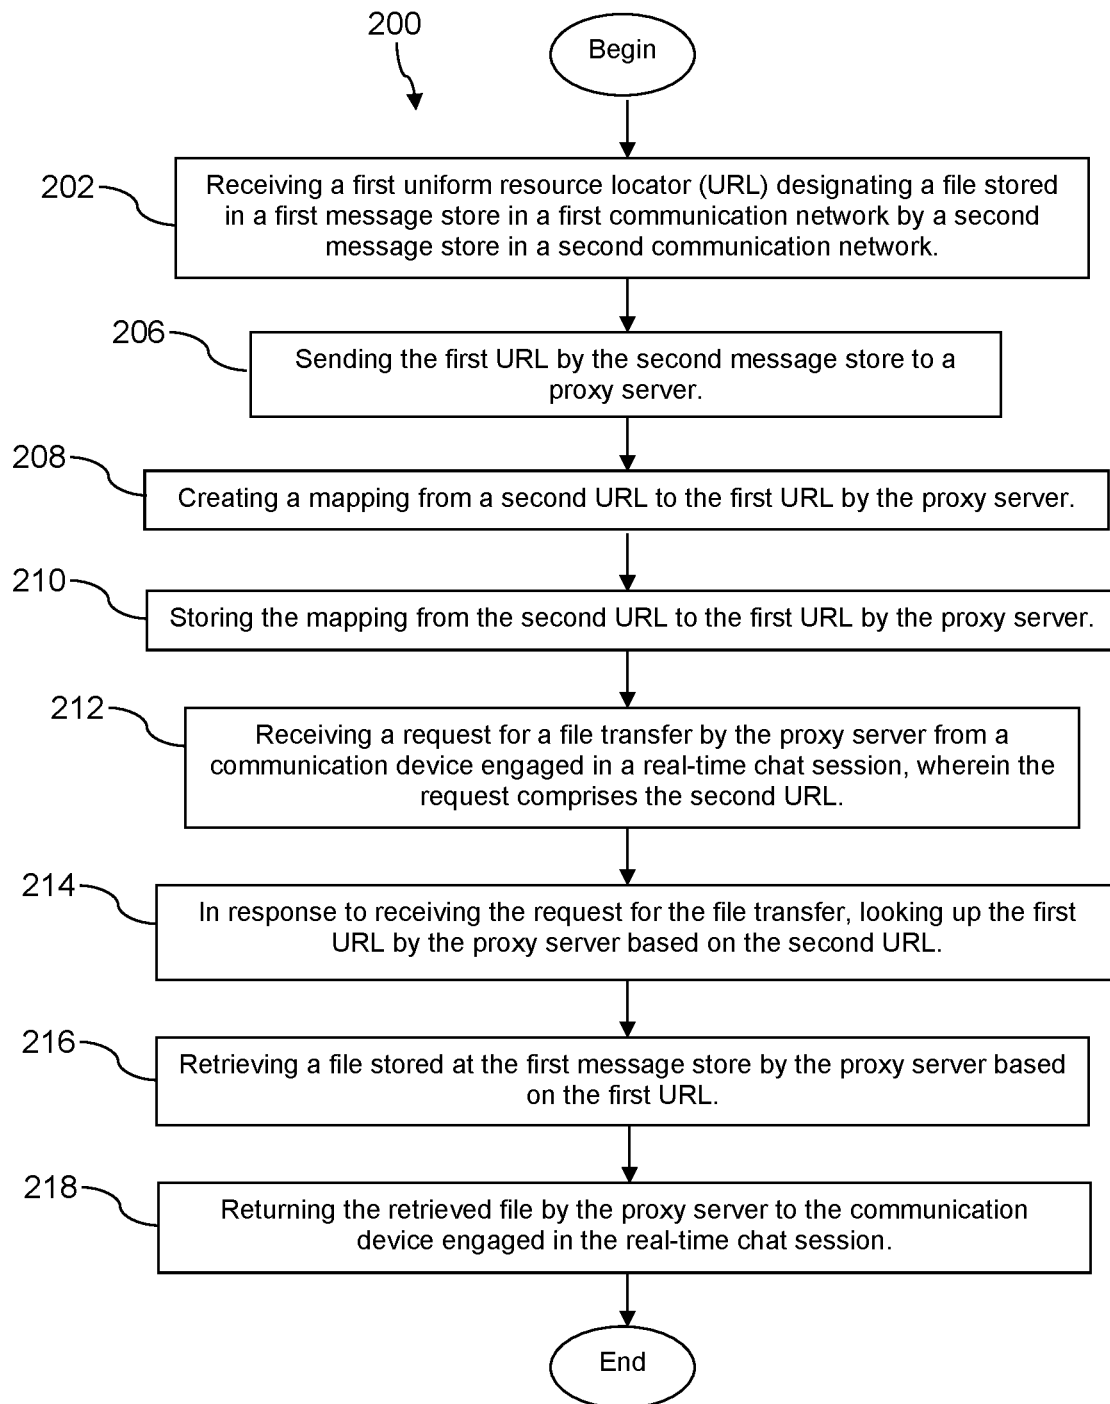 200
Begin
202
Receiving a first uniform resource locator (URL) designating a file stored
in a first message store in a first communication network by a second
message store in a second communication network.
206
Sending the first URL by the second message store to a
proxy server.
208
Creating a mapping from a second URL to the first URL by the proxy server.
210
Storing the mapping from the second URL to the first URL by the proxy server.
212
Receiving a request for a file transfer by the proxy server from a
communication device engaged in a real-time chat session, wherein the
request comprises the second URL.
214
In response to receiving the request for the file transfer, looking up the first
URL by the proxy server based on the second URL.
216
Retrieving a file stored at the first message store by the proxy server based
on the first URL.
218
Returning the retrieved file by the proxy server to the communication
device engaged in the real-time chat session.
End